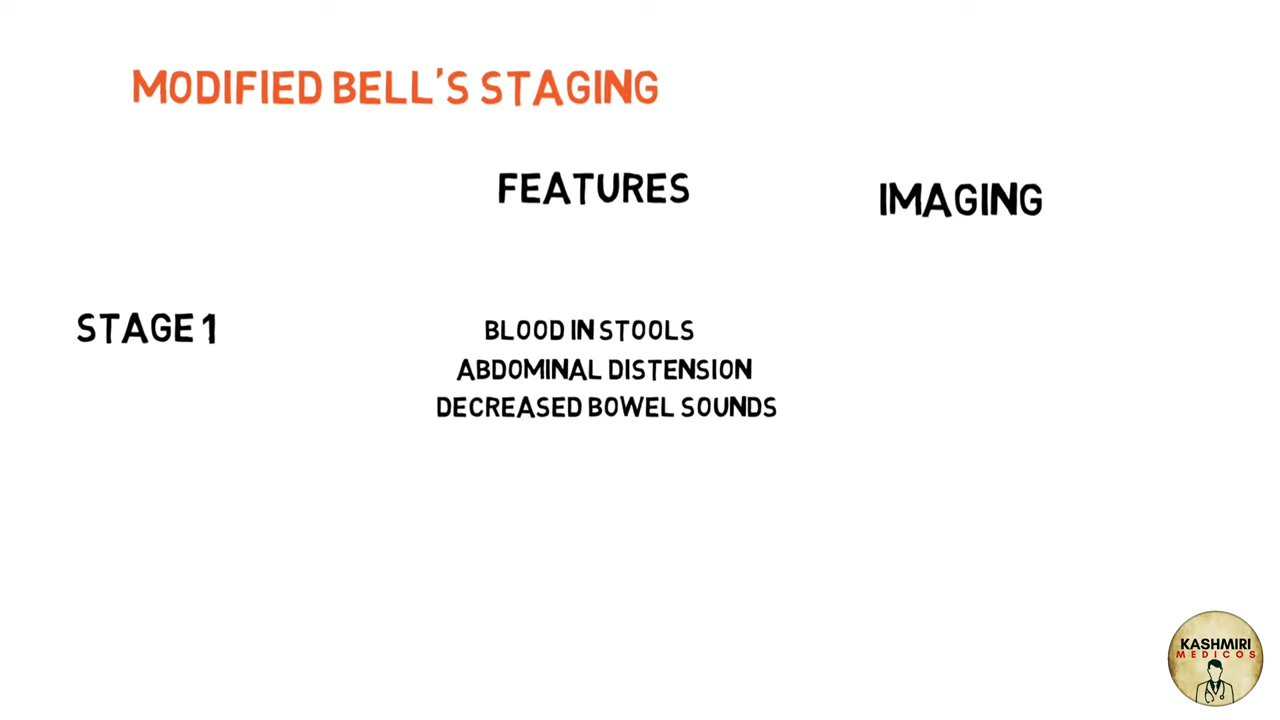 MODIFIED BELL'S STAGING
FEATURES
IMAGING
STAGE 1
BLOOD IN STOOLS
ABDOMINAL DISTENSION
DECREASED BOWEL SOUNDS
KASHMIRI
MEDICOS